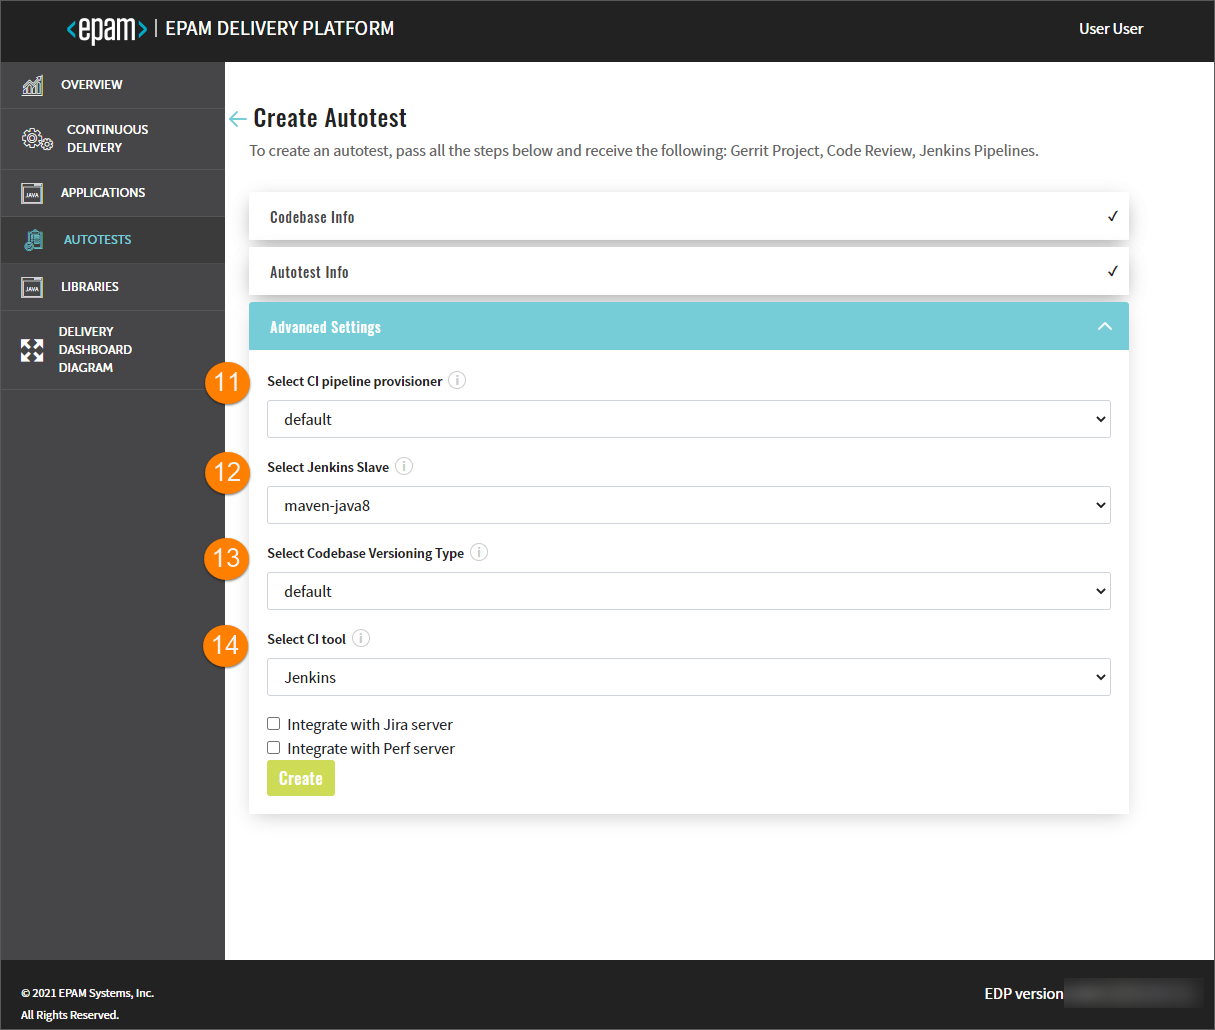 <epam> | EPAM DELIVERY PLATFORM
User User
OVERVIEW
CONTINUOUS
DELIVERY
JAVA APPLICATIONS
AUTOTESTS
JAVA LIBRARIES
DELIVERY
DASHBOARD
DIAGRAM
Create Autotest
To create an autotest, pass all the steps below and receive the following: Gerrit Project, Code Review, Jenkins Pipelines.
Codebase Info ✓
Autotest Info ✓
Advanced Settings
11 Select CI pipeline provisioner i
default
12 Select Jenkins Slave i
maven-java8
13 Select Codebase Versioning Type i
default
14 Select CI tool i
Jenkins
Integrate with Jira server
Integrate with Perf server
Create
© 2021 EPAM Systems, Inc.
All Rights Reserved.
EDP version